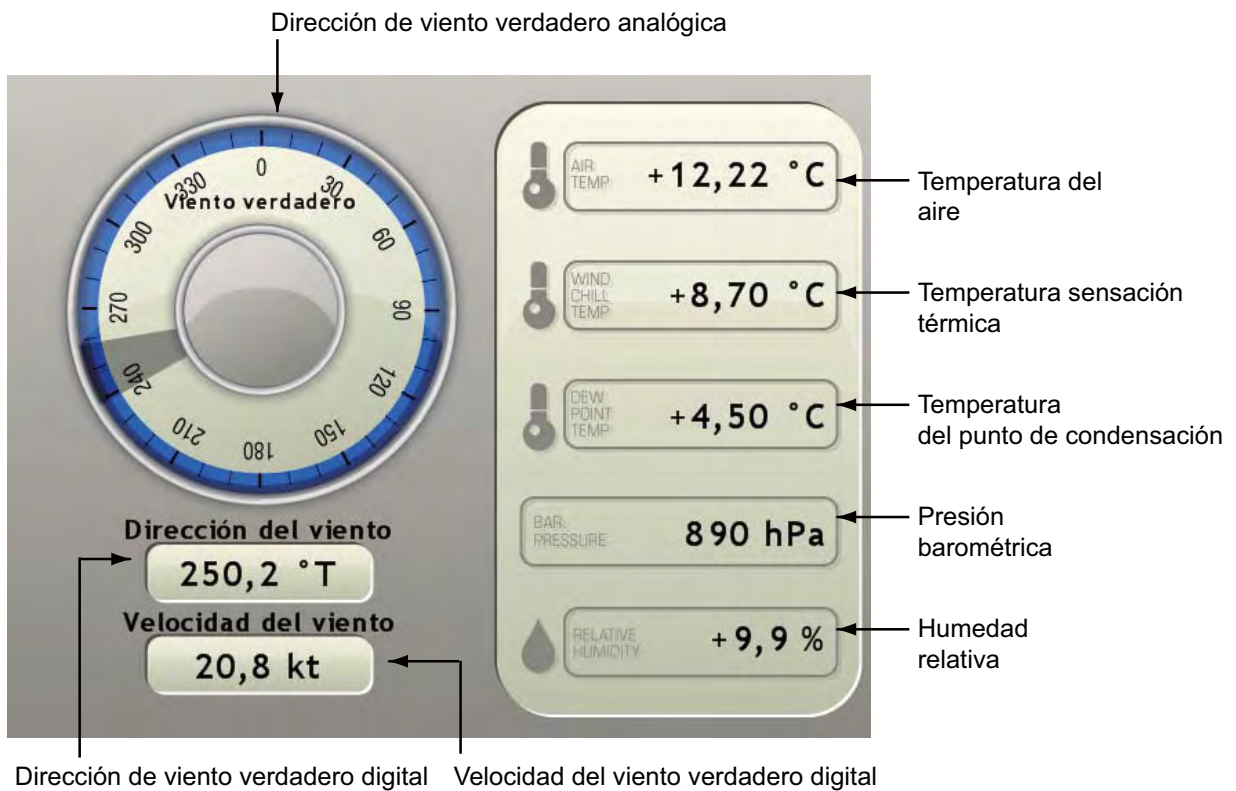 Dirección de viento verdadero analógica
0
30
60
90
120
150
180
210
240
270
300
330
Viento verdadero
Dirección del viento
250,2 °T
Velocidad del viento
20,8 kt
AIR
TEMP
+12,22 °C
Temperatura del
aire
WIND
CHILL
TEMP
+8,70 °C
Temperatura sensación
térmica
DEW
POINT
TEMP
+4,50 °C
Temperatura
del punto de condensación
BAR.
PRESSURE
890 hPa
Presión
barométrica
RELATIVE
HUMIDITY
+9,9 %
Humedad
relativa
Dirección de viento verdadero digital
Velocidad del viento verdadero digital